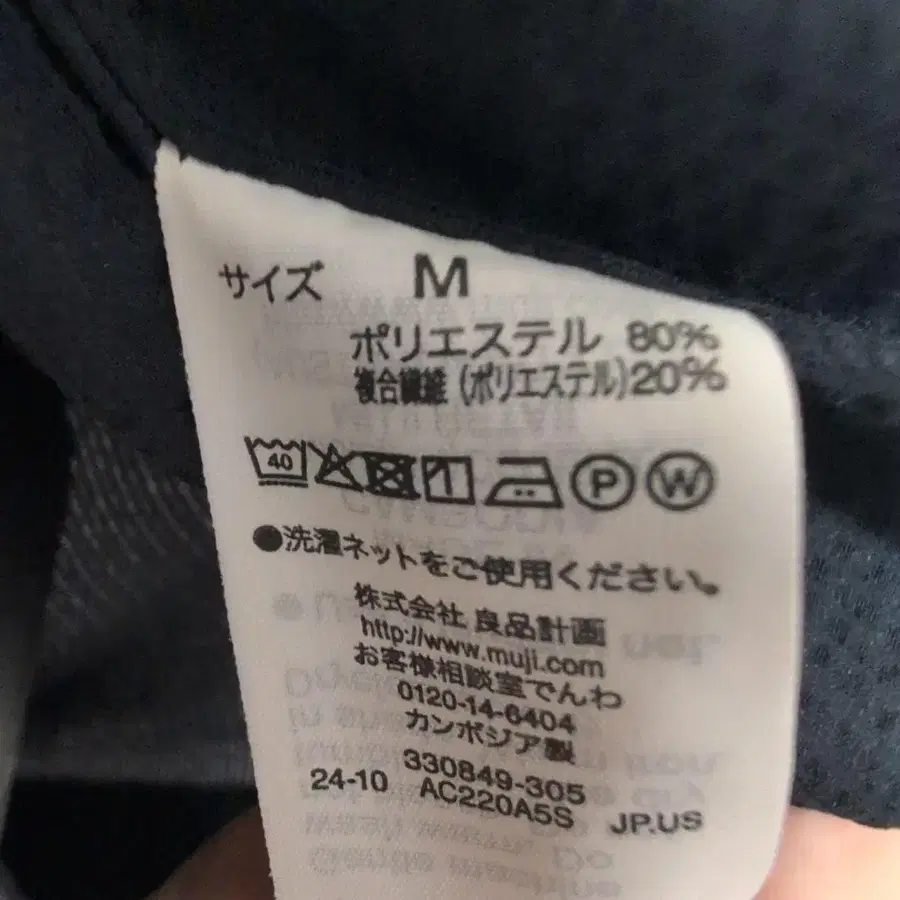 サイズ M
ポリエステル 80%
複合繊維(ポリエステル)20%
40 P W
●洗濯ネットをご使用ください。
株式会社 良品計画
http://www.muji.com
お客様相談室でんわ
0120-14-6404
カンボジア製
330849-305
24-10 AC220A5S JP.US